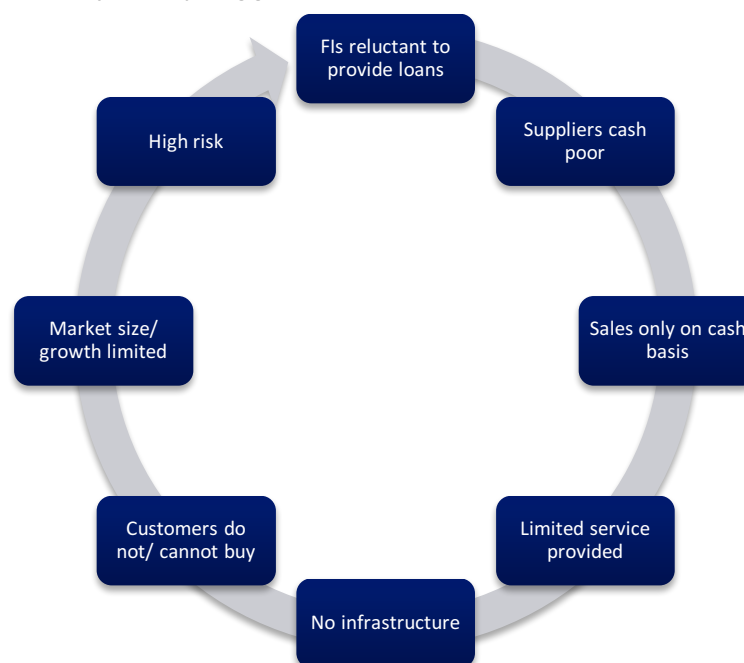 FIs reluctant to
provide loans
Suppliers cash
poor
Sales only on cash
basis
Limited service
provided
No infrastructure
Customers do
not/ cannot buy
Market size/
growth limited
High risk